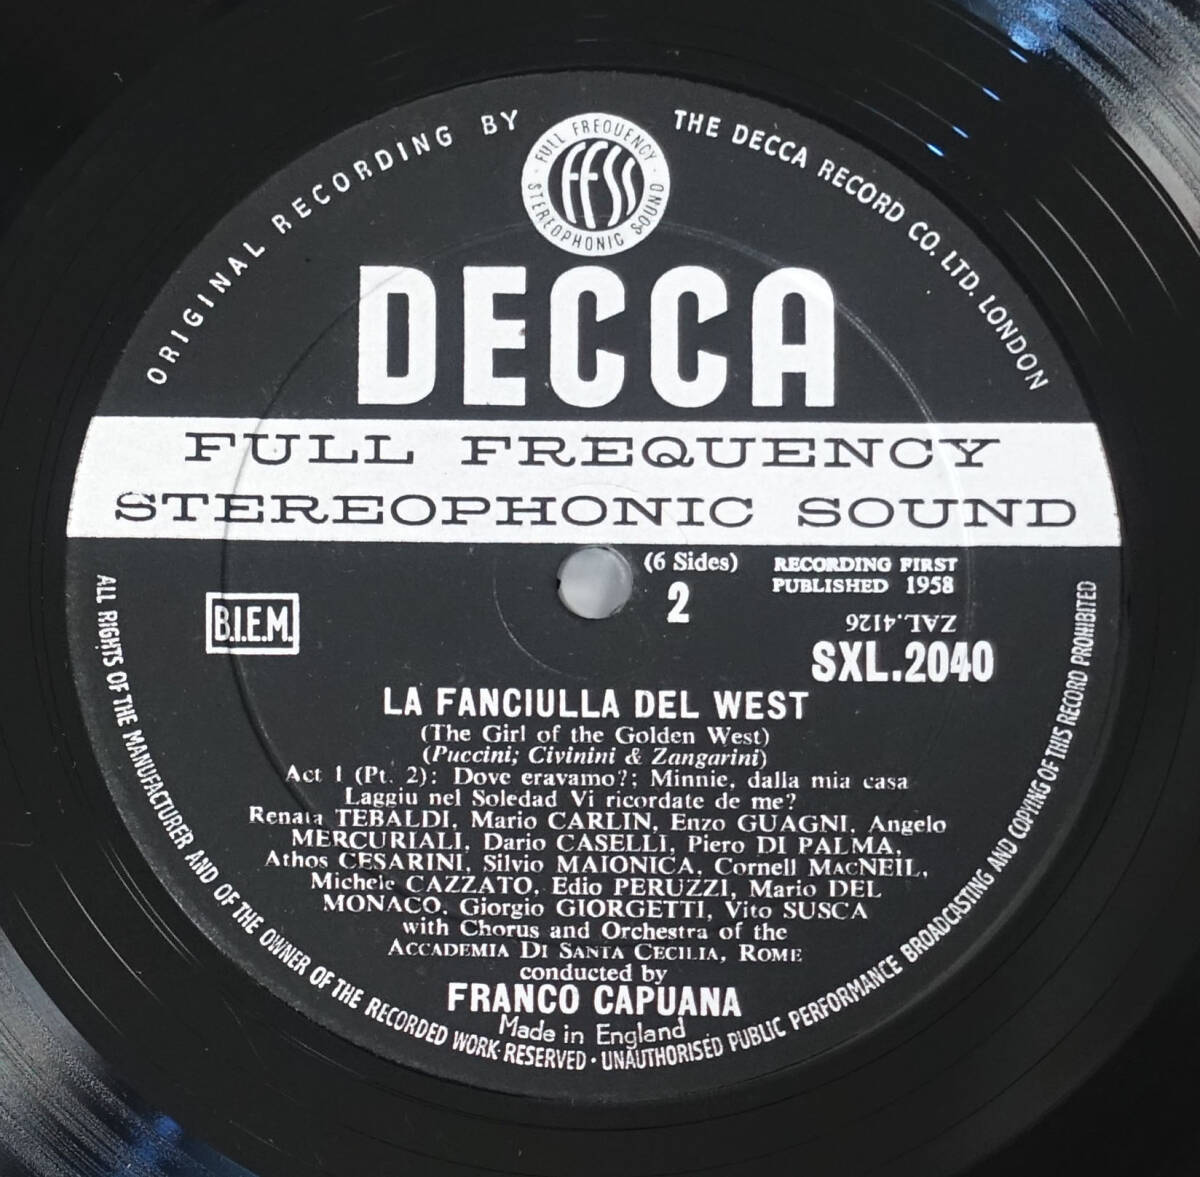 ORIGINAL RECORDING BY
THE DECCA RECORD CO. LTD. LONDON
FULL FREQUENCY
STEREOPHONIC SOUND
FFSS
DECCA
FULL FREQUENCY
STEREOPHONIC SOUND
(6 Sides)
2
RECORDING FIRST
PUBLISHED 1958
ZAL.4126
SXL.2040
B.I.E.M.
LA FANCIULLA DEL WEST
(The Girl of the Golden West)
(Puccini; Civinini & Zangarini)
Act 1 (Pt. 2): Dove eravamo?; Minnie, dalla mia casa
Laggiu nel Soledad Vi ricordate de me?
Renata TEBALDI, Mario CARLIN, Enzo GUAGNI, Angelo
MERCURIALI, Dario CASELLI, Piero DI PALMA,
Athos CESARINI, Silvio MAIONICA, Cornell MACNEIL,
Michele CAZZATO, Edio PERUZZI, Mario DEL
MONACO, Giorgio GIORGETTI, Vito SUSCA
with Chorus and Orchestra of the
ACCADEMIA DI SANTA CECILIA, ROME
conducted by
FRANCO CAPUANA
Made in England
ALL RIGHTS OF THE MANUFACTURER AND OF THE OWNER OF THE RECORDED WORK RESERVED · UNAUTHORISED PUBLIC PERFORMANCE BROADCASTING AND COPYING OF THIS RECORD PROHIBITED